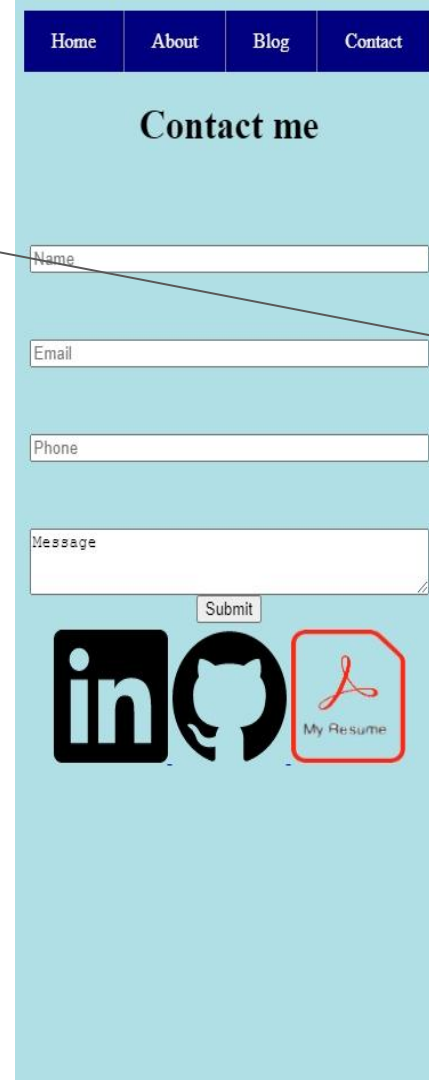 Home About Blog Contact
Contact me
Name
Email
Phone
Message
Submit
in
My Resume